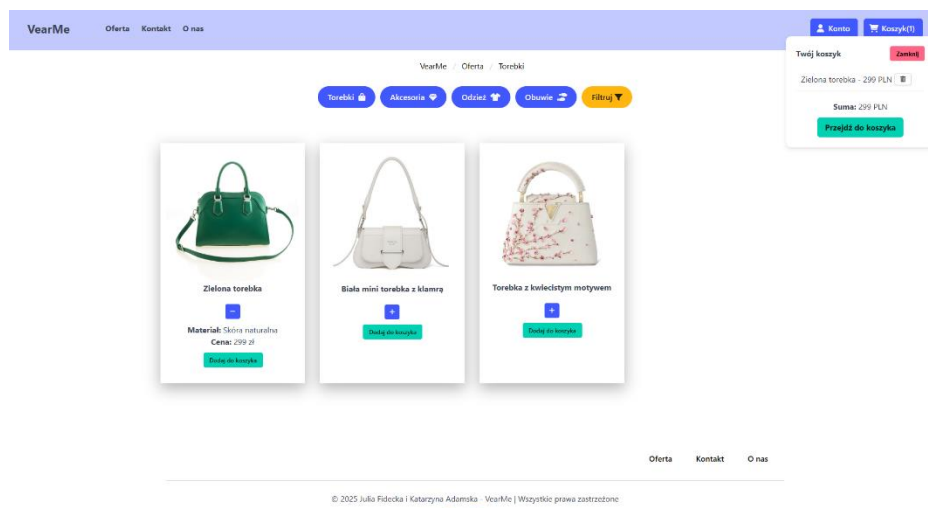 VearMe Oferta Kontakt O nas Konto Koszyk(1)
Twój koszyk Zamknij
Zielona torebka - 299 PLN
Suma: 299 PLN
Przejdź do koszyka
VearMe / Oferta / Torebki
Torebki Akcesoria Odzież Obuwie Filtruj
Zielona torebka
−
Materiał: Skóra naturalna
Cena: 299 zł
Dodaj do koszyka
Biała mini torebka z klamrą
+
Dodaj do koszyka
Torebka z kwiecistym motywem
+
Dodaj do koszyka
Oferta Kontakt O nas
© 2025 Julia Fidecka i Katarzyna Adamska - VearMe | Wszystkie prawa zastrzeżone